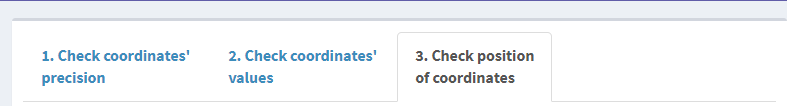 1. Check coordinates'
precision
2. Check coordinates'
values
3. Check position
of coordinates